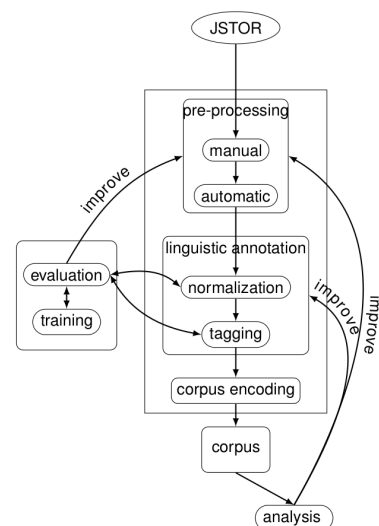 JSTOR
pre-processing
manual
automatic
improve
linguistic annotation
evaluation
normalization
training
tagging
improve
improve
corpus encoding
corpus
analysis